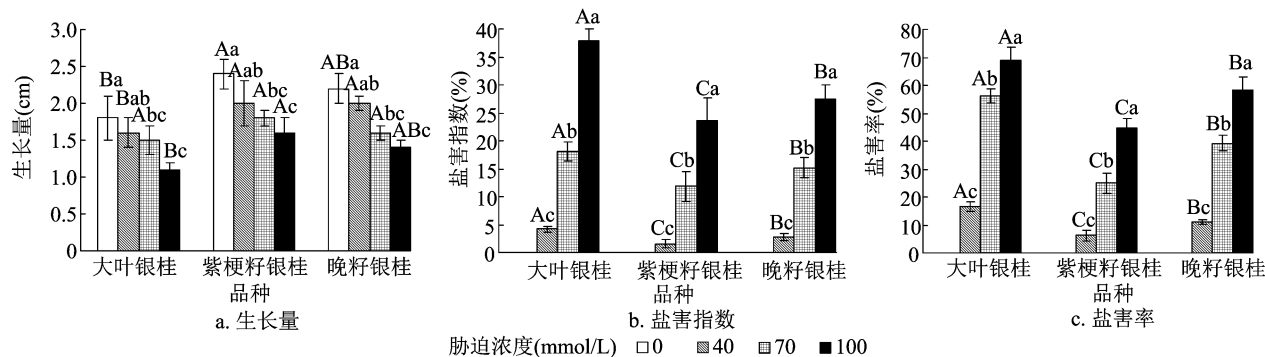 3.0
2.5
2.0
1.5
1.0
0.5
0
生长量(cm)
Ba
Bab
Abc
Bc
Aa
Aab
Abc
Ac
ABa
Aab
Abc
ABc
大叶银桂 紫梗籽银桂 晚籽银桂
品种
a. 生长量
40
35
30
25
20
15
10
5
0
盐害指数(%)
Ac
Ab
Aa
Cc
Cb
Ca
Bc
Bb
Ba
大叶银桂 紫梗籽银桂 晚籽银桂
品种
b. 盐害指数
80
70
60
50
40
30
20
10
0
盐害率(%)
Ac
Ab
Aa
Cc
Cb
Ca
Bc
Bb
Ba
大叶银桂 紫梗籽银桂 晚籽银桂
品种
c. 盐害率
胁迫浓度(mmol/L) 0 40 70 100